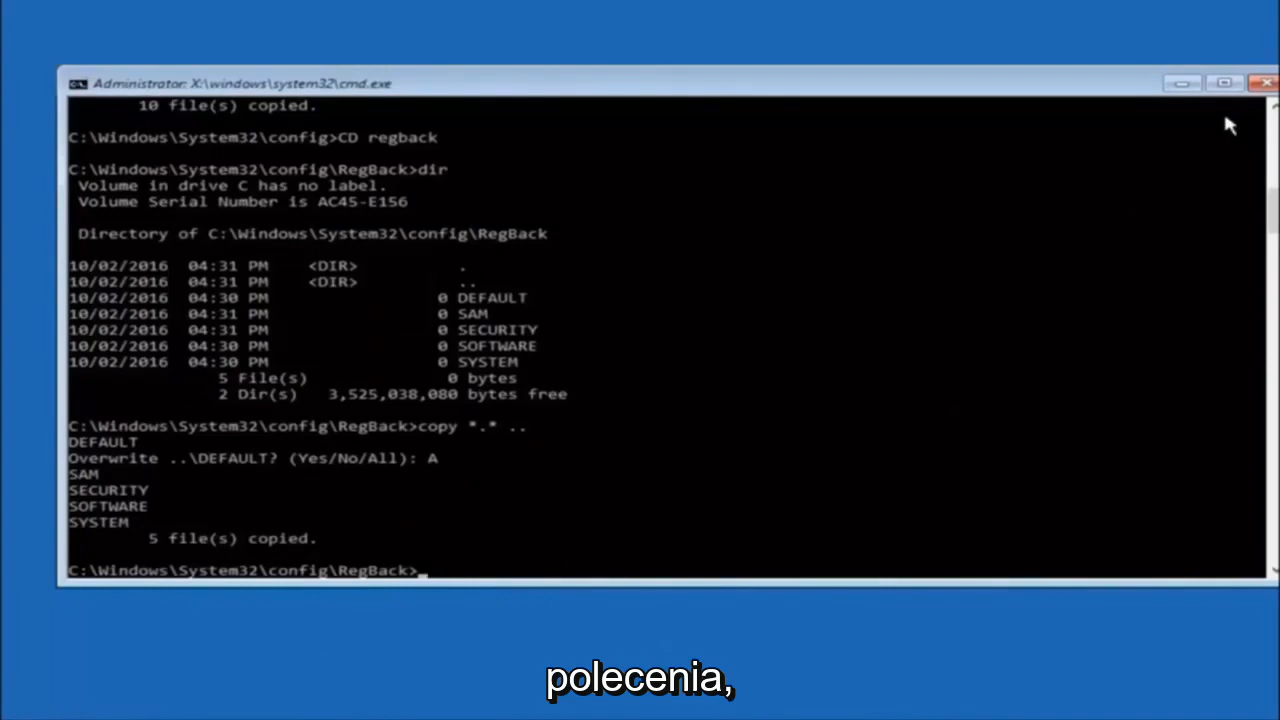 Administrator: X:\windows\system32\cmd.exe
10 file(s) copied.
C:\Windows\System32\config>CD regback
C:\Windows\System32\config\RegBack>dir
Volume in drive C has no label.
Volume Serial Number is AC45-E156
Directory of C:\Windows\System32\config\RegBack
10/02/2016 04:31 PM <DIR> .
10/02/2016 04:31 PM <DIR> ..
10/02/2016 04:30 PM 0 DEFAULT
10/02/2016 04:31 PM 0 SAM
10/02/2016 04:31 PM 0 SECURITY
10/02/2016 04:30 PM 0 SOFTWARE
10/02/2016 04:30 PM 0 SYSTEM
5 File(s) 0 bytes
2 Dir(s) 3,525,038,080 bytes free
C:\Windows\System32\config\RegBack>copy *.* ..
DEFAULT
Overwrite ..\DEFAULT? (Yes/No/All): A
SAM
SECURITY
SOFTWARE
SYSTEM
5 file(s) copied.
C:\Windows\System32\config\RegBack>_
polecenia,